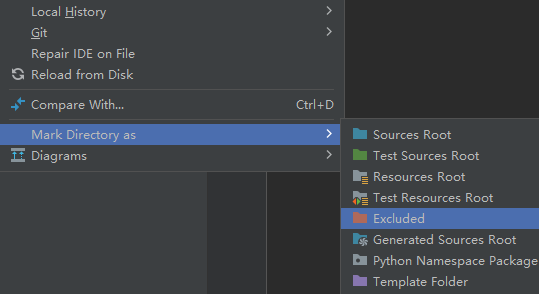 Local History
Git
Repair IDE on File
Reload from Disk
Compare With... Ctrl+D
Mark Directory as
Diagrams
Sources Root
Test Sources Root
Resources Root
Test Resources Root
Excluded
Generated Sources Root
Python Namespace Package
Template Folder